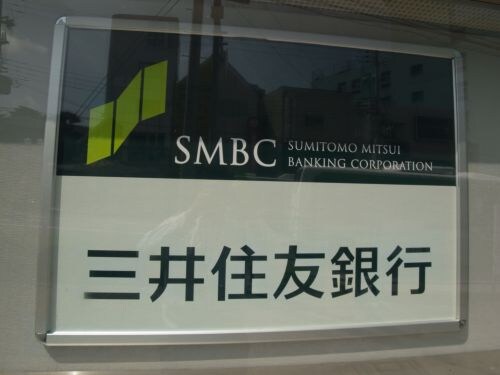 SMBC SUMITOMO MITSUI
BANKING CORPORATION
三井住友銀行